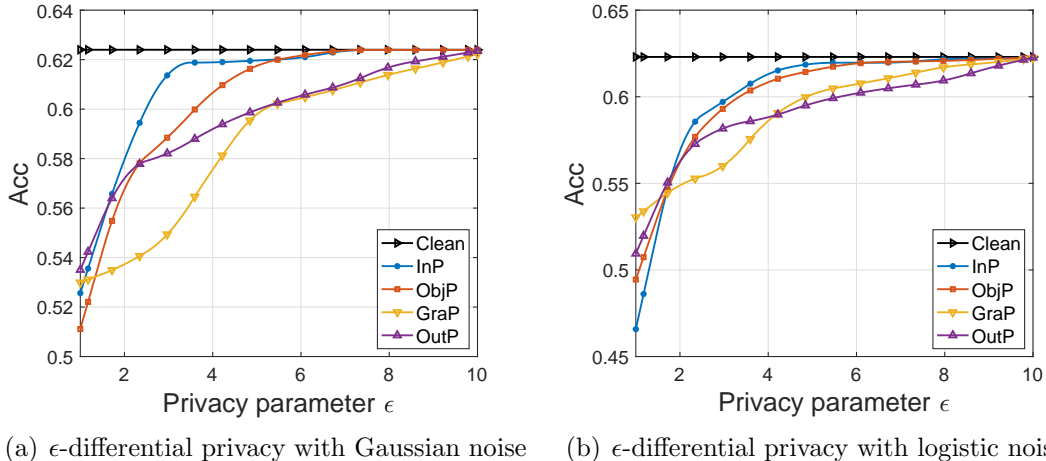 0.64
0.62
0.6
0.58
0.56
0.54
0.52
0.5
Acc
2 4 6 8 10
Privacy parameter ϵ
Clean
InP
ObjP
GraP
OutP
0.65
0.6
0.55
0.5
0.45
Acc
2 4 6 8 10
Privacy parameter ϵ
Clean
InP
ObjP
GraP
OutP
(a) ϵ-differential privacy with Gaussian noise
(b) ϵ-differential privacy with logistic nois